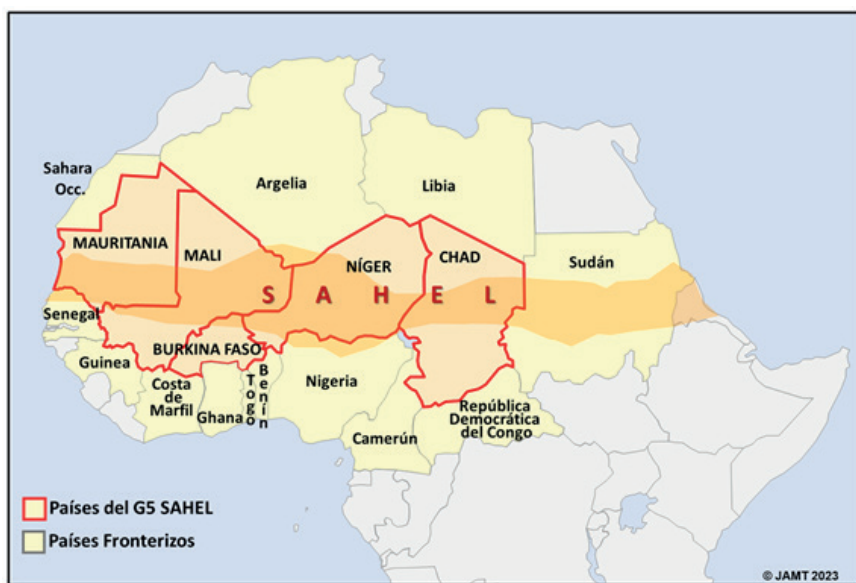 Sahara
Occ.
Argelia
Libia
MAURITANIA
MALI
NÍGER
CHAD
Sudán
S A H E L
Senegal
Guinea
BURKINA FASO
Costa
de
Marfil
Ghana
Togo
Benín
Nigeria
Camerún
República
Democrática
del Congo
Países del G5 SAHEL
Países Fronterizos
© JAMT 2023